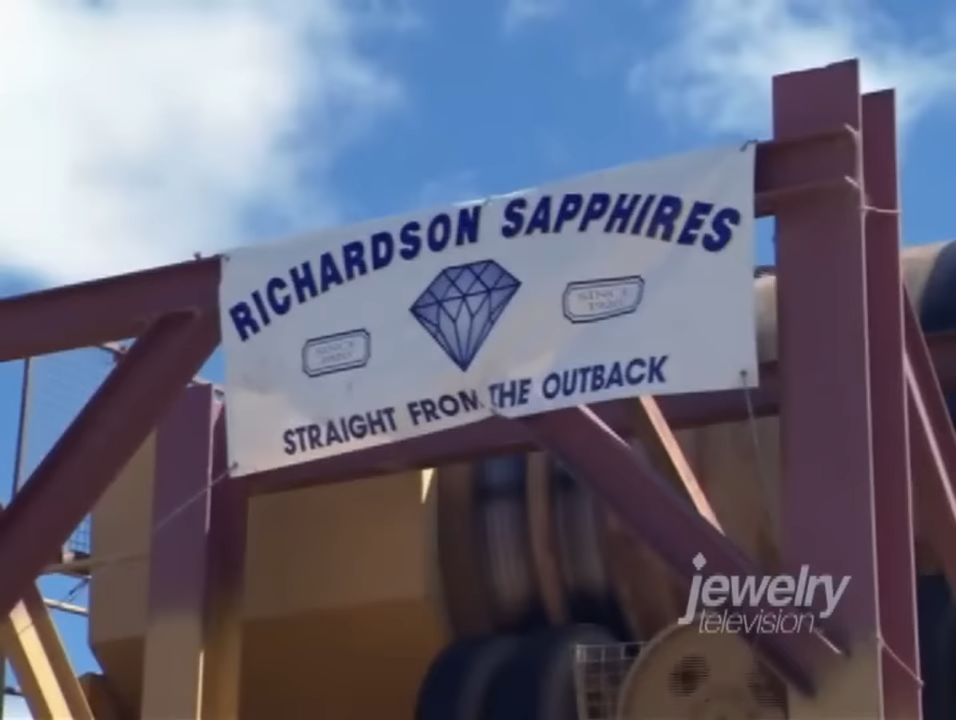 RICHARDSON SAPPHIRES
STRAIGHT FROM THE OUTBACK
jewelry
television